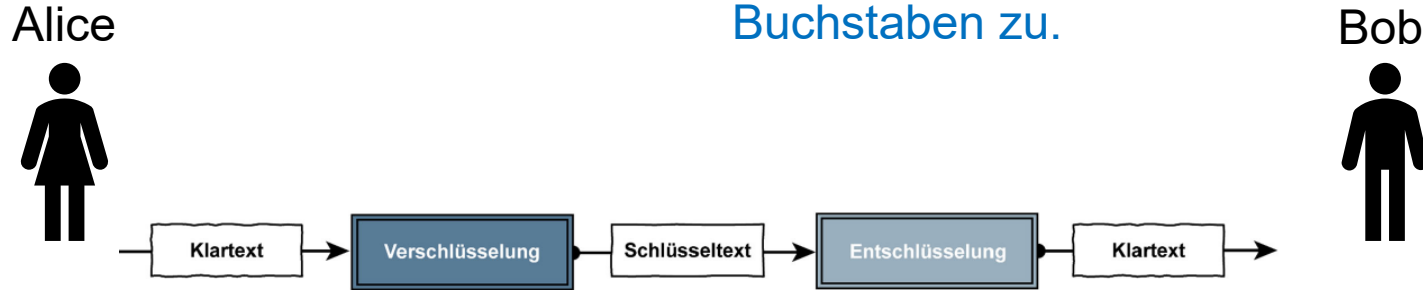 Alice
Buchstaben zu.
Bob
Klartext
Verschlüsselung
Schlüsseltext
Entschlüsselung
Klartext